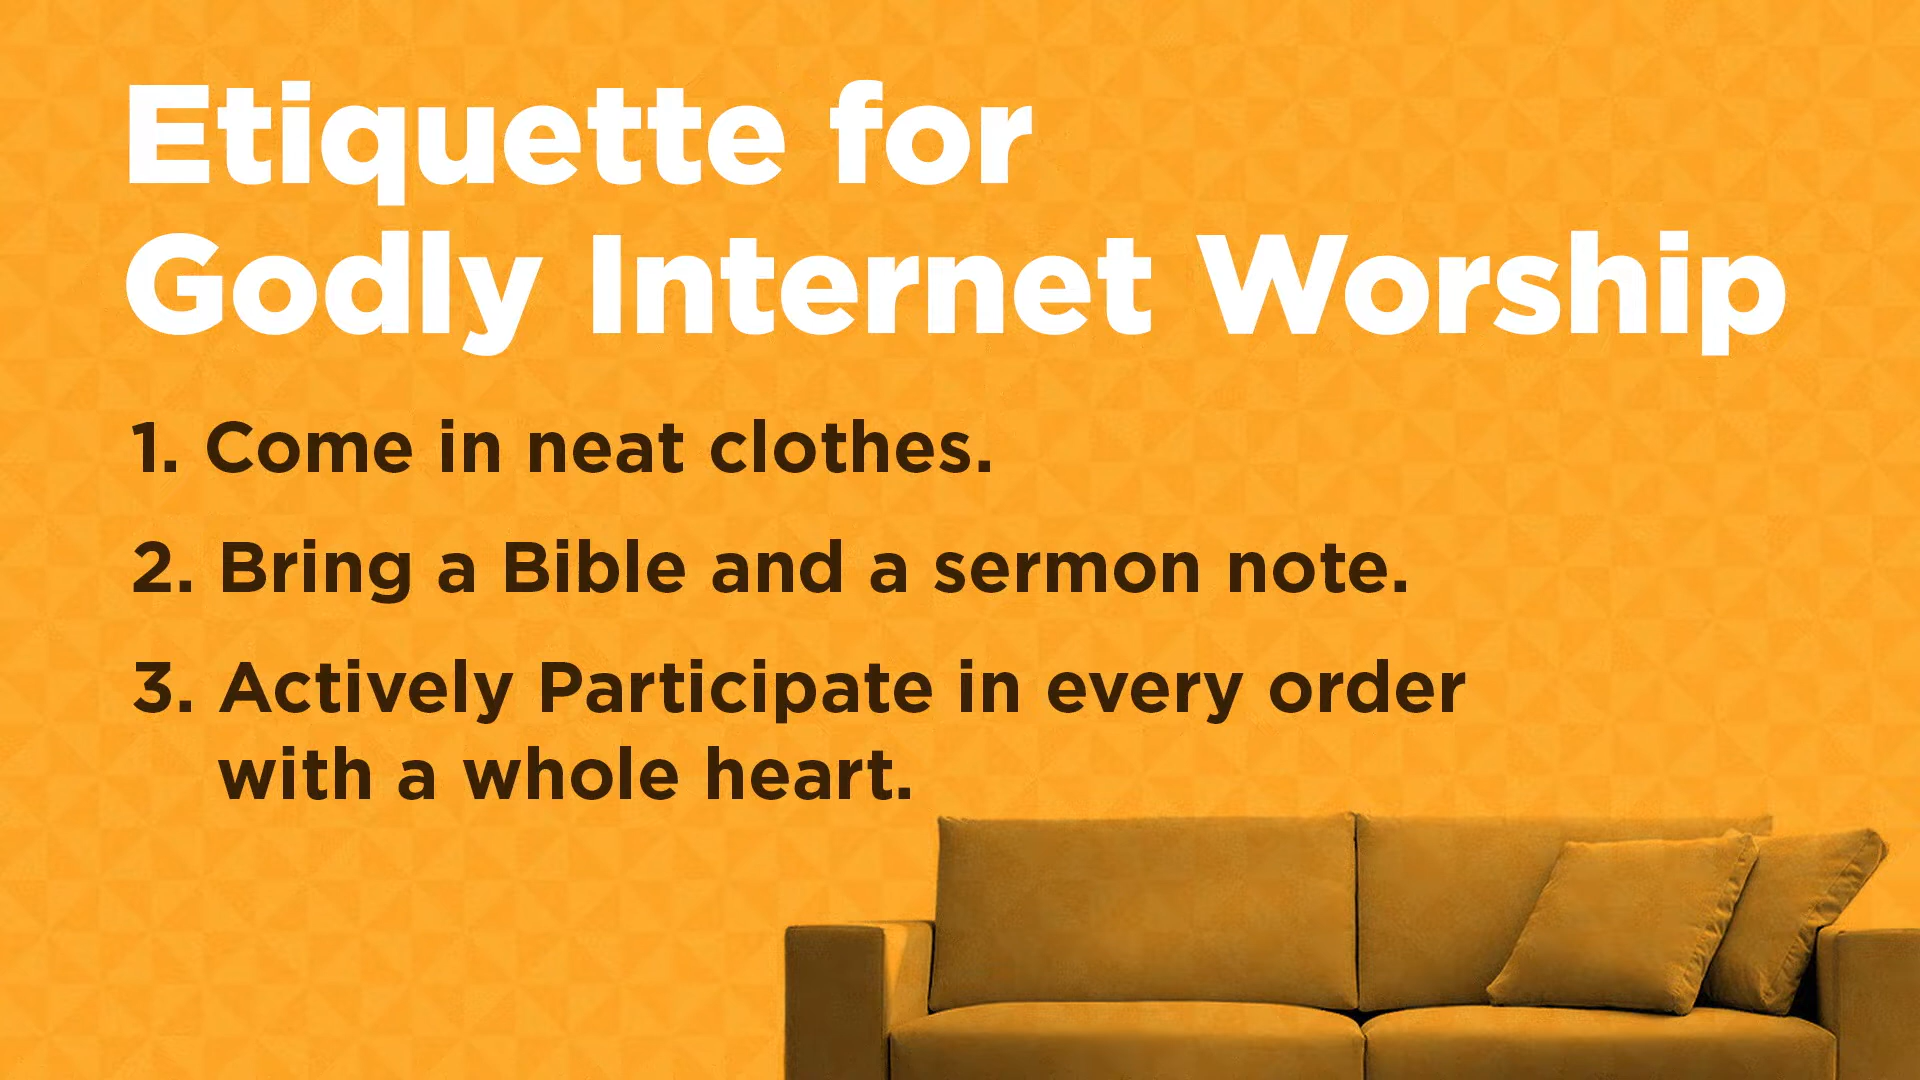 Etiquette for
Godly Internet Worship
1. Come in neat clothes.
2. Bring a Bible and a sermon note.
3. Actively Participate in every order
with a whole heart.